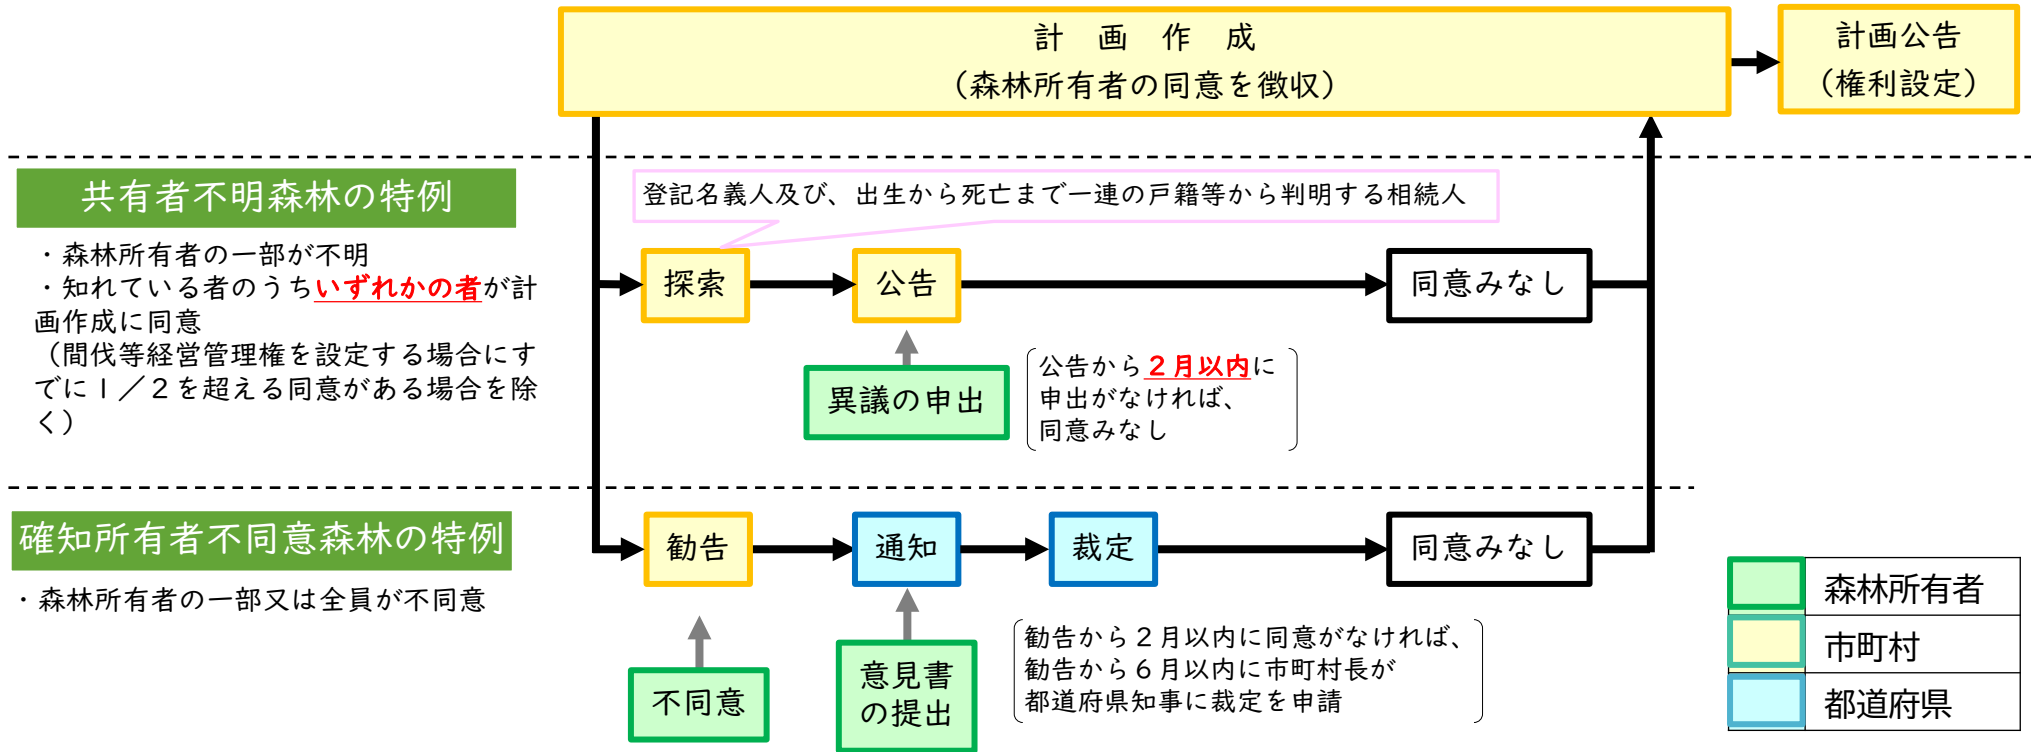 計　画　作　成
（森林所有者の同意を徴収）
計画公告
（権利設定）
共有者不明森林の特例
・森林所有者の一部が不明
・知れている者のうちいずれかの者が計
画作成に同意
（間伐等経営管理権を設定する場合にす
でに１／２を超える同意がある場合を除
く）
登記名義人及び、出生から死亡まで一連の戸籍等から判明する相続人
探索
公告
同意みなし
異議の申出
公告から２月以内に
申出がなければ、
同意みなし
確知所有者不同意森林の特例
・森林所有者の一部又は全員が不同意
勧告
通知
裁定
同意みなし
不同意
意見書
の提出
勧告から２月以内に同意がなければ、
勧告から６月以内に市町村長が
都道府県知事に裁定を申請
森林所有者
市町村
都道府県